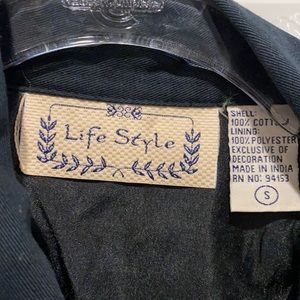 Life Style
SHELL:
100% COTTON
LINING:
100% POLYESTER
EXCLUSIVE OF
DECORATION
MADE IN INDIA
RN NO: 94153
S